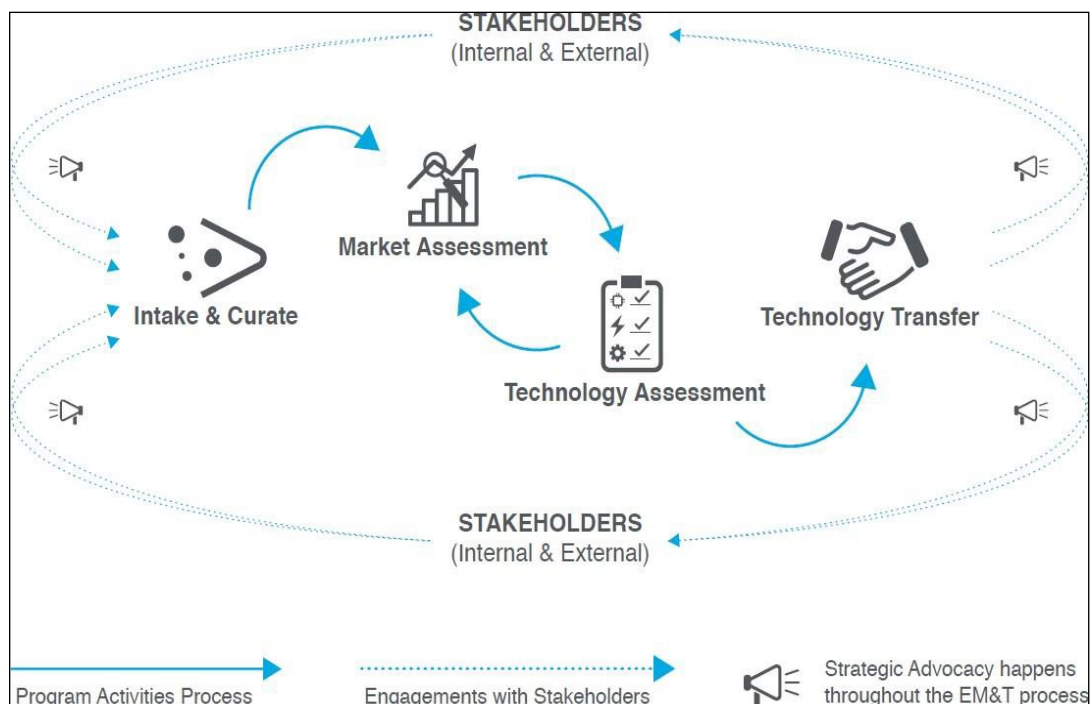 STAKEHOLDERS
(Internal & External)
Market Assessment
Intake & Curate
Technology Transfer
Technology Assessment
STAKEHOLDERS
(Internal & External)
Program Activities Process
Engagements with Stakeholders
Strategic Advocacy happens
throughout the EM&T process